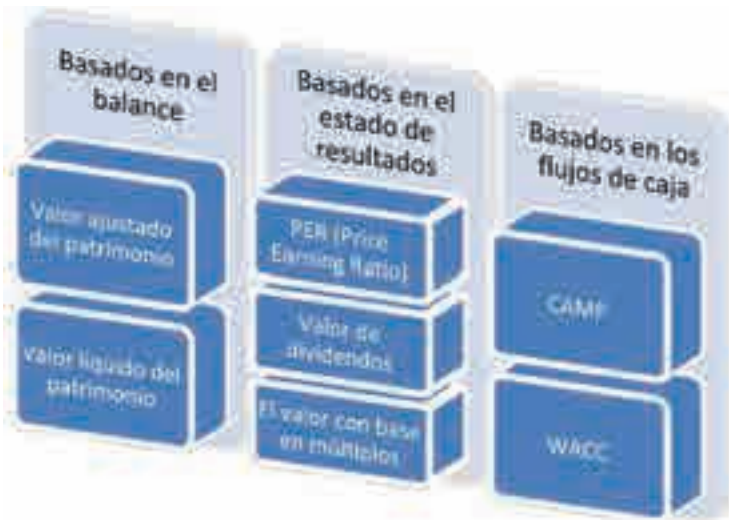 Basados en el
balance
Valor ajustado
del patrimonio
Valor líquido del
patrimonio
Basados en el
estado de
resultados
PER (Price
Earning Ratio)
Valor de
dividendos
El valor con base
en múltiplos
Basados en los
flujos de caja
CAMP
WACC